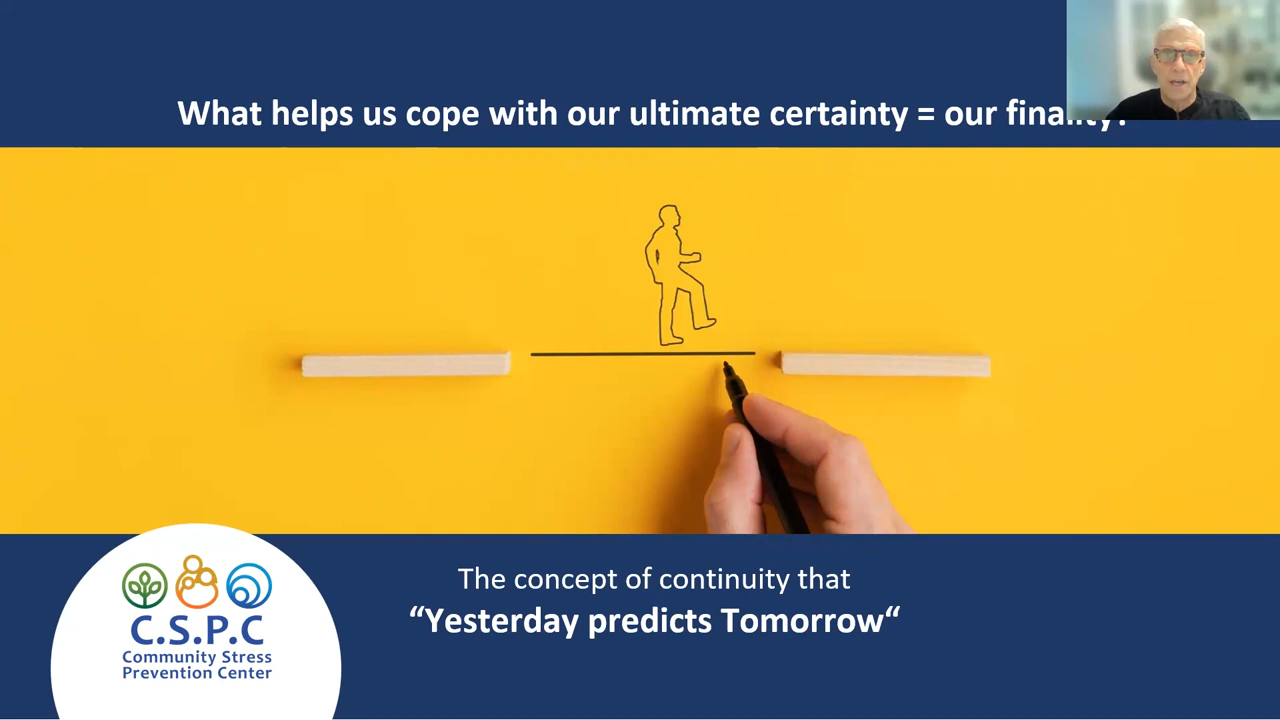 What helps us cope with our ultimate certainty = our finality?
The concept of continuity that
“Yesterday predicts Tomorrow“
C.S.P.C
Community Stress
Prevention Center